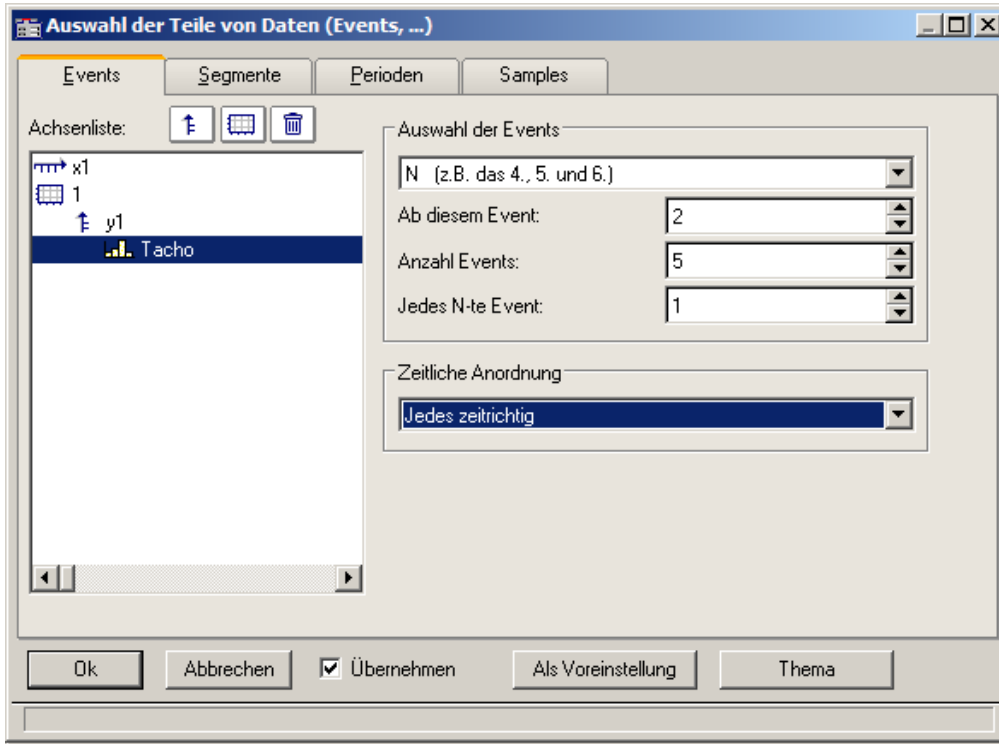 Auswahl der Teile von Daten (Events, ...)
Events Segmente Perioden Samples
Achsenliste:
x1
1
y1
Tacho
Auswahl der Events
N (z.B. das 4., 5. und 6.)
Ab diesem Event: 2
Anzahl Events: 5
Jedes N-te Event: 1
Zeitliche Anordnung
Jedes zeitrichtig
Ok Abbrechen Übernehmen Als Voreinstellung Thema